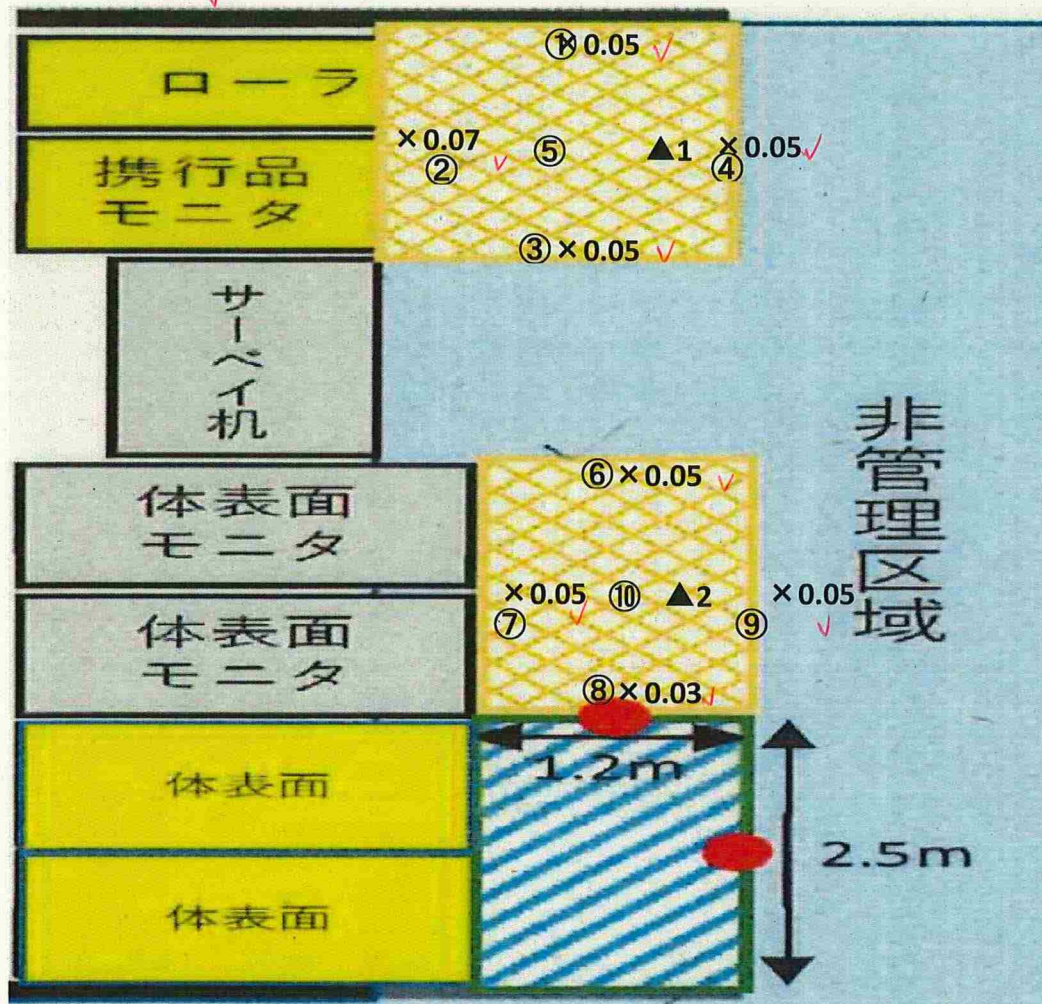 ローラ
①× 0.05 ✓
× 0.07 ✓
②
⑤
▲1
× 0.05 ✓
④
③ × 0.05 ✓
携行品
モニタ
サーベイ机
体表面
モニタ
⑥ × 0.05 ✓
× 0.05 ✓
⑦
⑩
▲2
× 0.05 ✓
⑨
⑧ × 0.03 ✓
体表面
モニタ
非管理区域
体表面
体表面
1.2m
2.5m